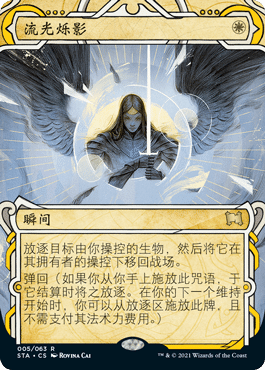 流光烁影
瞬间
放逐目标由你操控的生物，然后将它在
其拥有者的操控下移回战场。
弹回（如果你从你手上施放此咒语，于
它结算时将之放逐。在你的下一个维持
开始时，你可以从放逐区施放此牌，且
不需支付其法术力费用。）
005/063 R
STA • CS ROVINA CAI
™ & © 2021 Wizards of the Coast